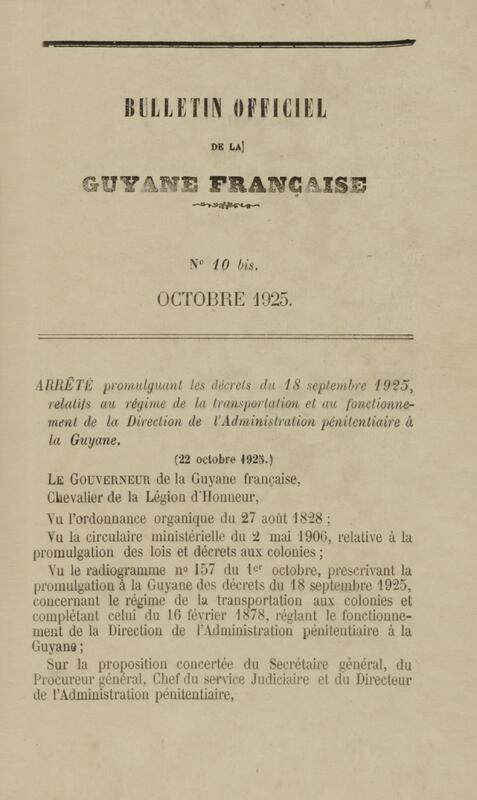 BULLETIN OFFICIEL
DE LA
GUYANE FRANÇAISE
N° 10 bis.
OCTOBRE 1925.
ARRÊTÉ promulguant les décrets du 18 septembre 1925,
relatifs au régime de la transportation et au fonctionne-
ment de la Direction de l'Administration pénitentiaire à
la Guyane.
(22 octobre 1925.)
LE GOUVERNEUR de la Guyane française,
Chevalier de la Légion d'Honneur,
Vu l'ordonnance organique du 27 août 1828 ;
Vu la circulaire ministérielle du 2 mai 1906, relative à la
promulgation des lois et décrets aux colonies ;
Vu le radiogramme n° 157 du 1er octobre, prescrivant la
promulgation à la Guyane des décrets du 18 septembre 1925,
concernant le régime de la transportation aux colonies et
complétant celui du 16 février 1878, réglant le fonctionne-
ment de la Direction de l'Administration pénitentiaire à la
Guyane ;
Sur la proposition concertée du Secrétaire général, du
Procureur général, Chef du service Judiciaire et du Directeur
de l'Administration pénitentiaire,